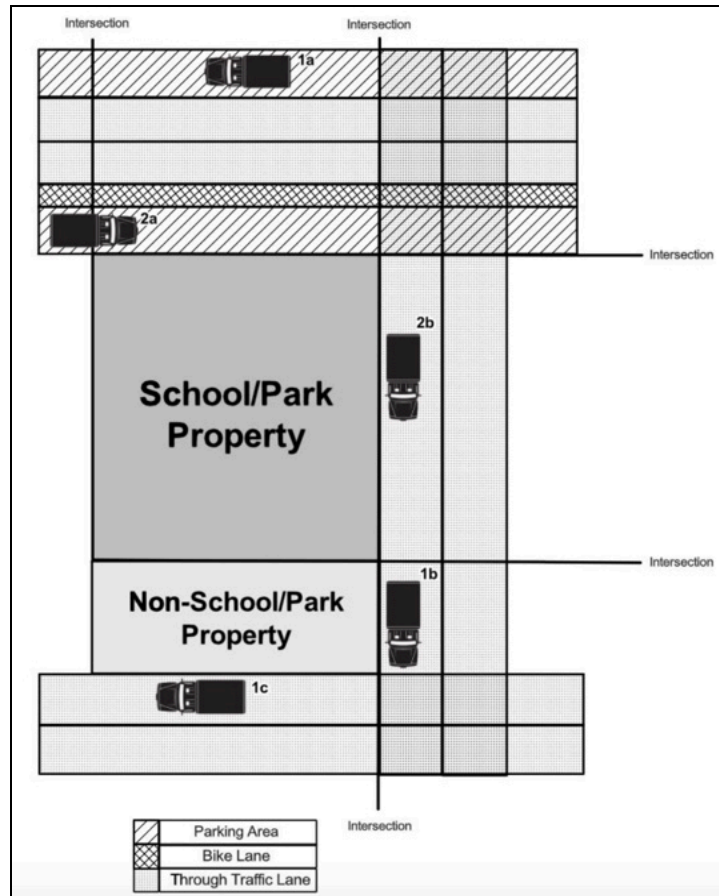 Intersection
Intersection
1a
2a
Intersection
2b
School/Park
Property
Intersection
1b
Non-School/Park
Property
1c
Intersection
Parking Area
Bike Lane
Through Traffic Lane